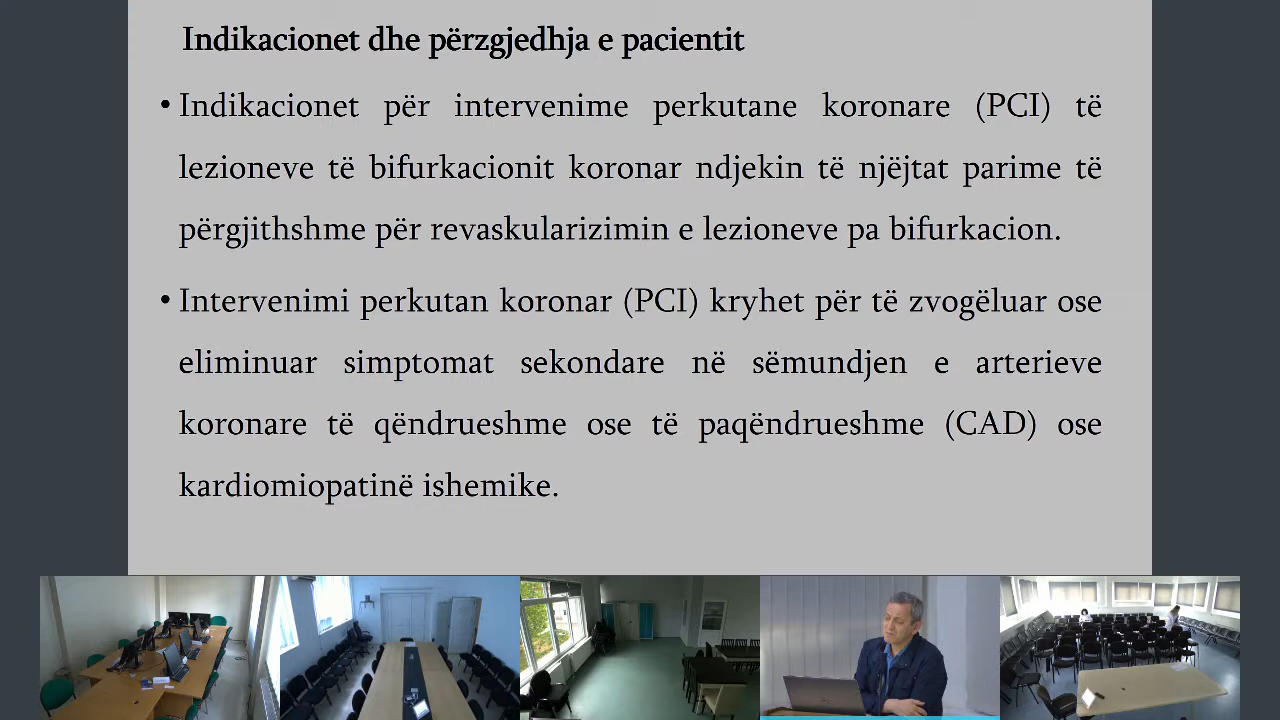 Indikacionet dhe përzgjedhja e pacientit
• Indikacionet për intervenime perkutane koronare (PCI) të
lezioneve të bifurkacionit koronar ndjekin të njëjtat parime të
përgjithshme për revaskularizimin e lezioneve pa bifurkacion.
• Intervenimi perkutan koronar (PCI) kryhet për të zvogëluar ose
eliminuar simptomat sekondare në sëmundjen e arterieve
koronare të qëndrueshme ose të paqëndrueshme (CAD) ose
kardiomiopatinë ishemike.